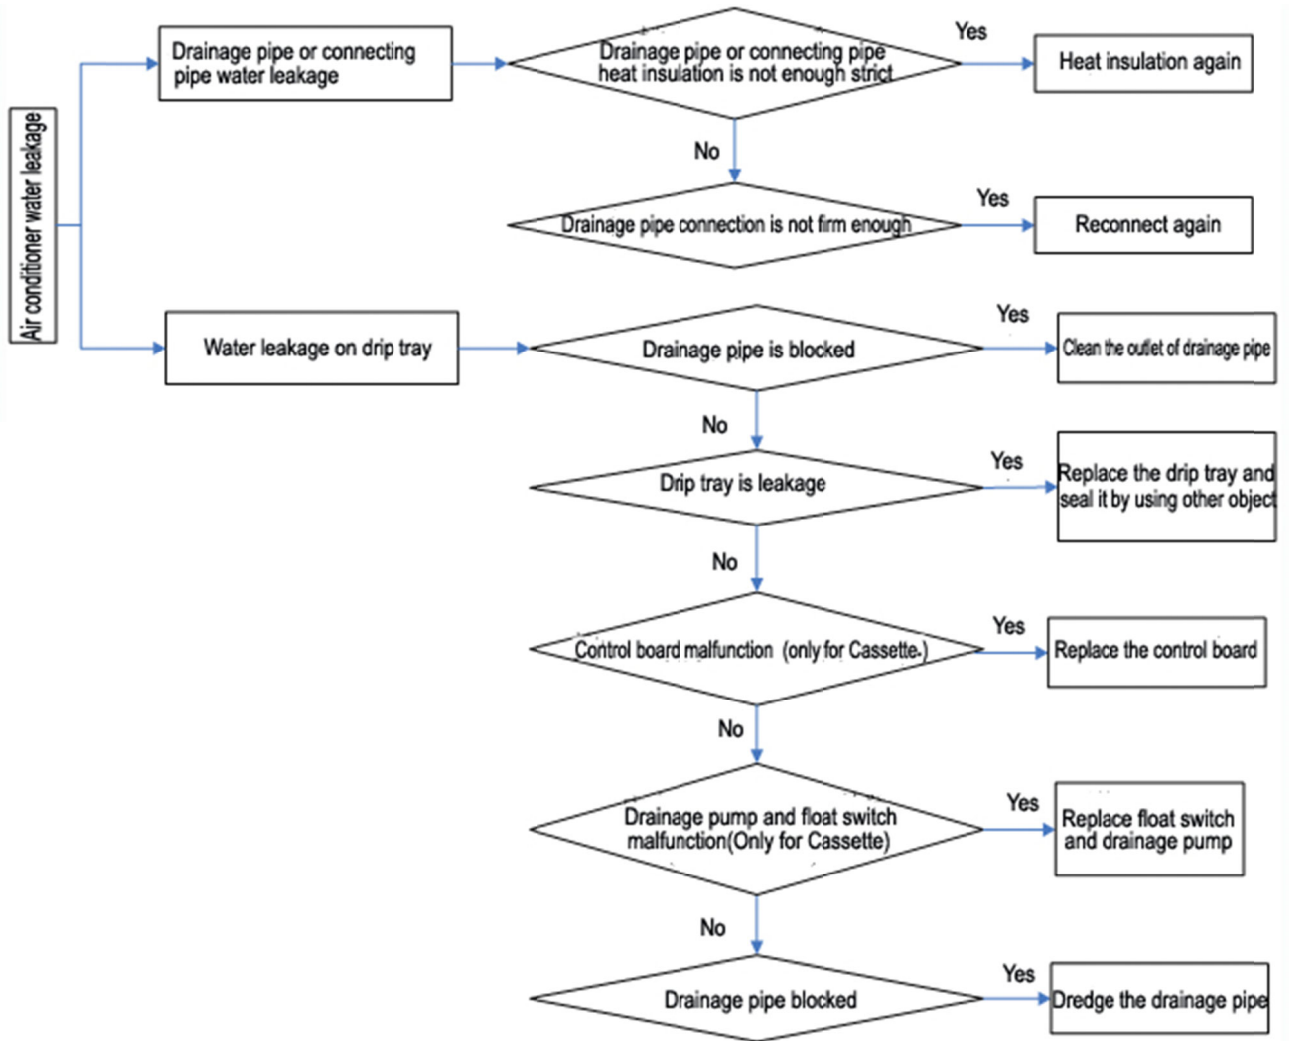 Air conditioner water leakage
Drainage pipe or connecting
pipe water leakage
Drainage pipe or connecting pipe
heat insulation is not enough strict
Yes
Heat insulation again
No
Drainage pipe connection is not firm enough
Yes
Reconnect again
Water leakage on drip tray
Drainage pipe is blocked
Yes
Clean the outlet of drainage pipe
No
Drip tray is leakage
Yes
Replace the drip tray and
seal it by using other object
No
Control board malfunction (only for Cassette.)
Yes
Replace the control board
No
Drainage pump and float switch
malfunction(Only for Cassette)
Yes
Replace float switch
and drainage pump
No
Drainage pipe blocked
Yes
Dredge the drainage pipe